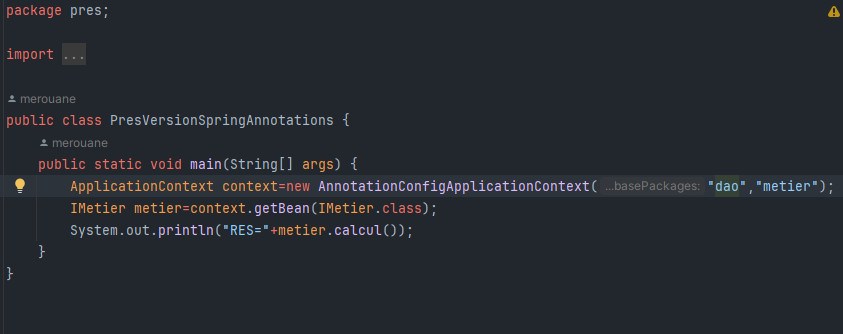 package pres;
import ...
merouane
public class PresVersionSpringAnnotations {
merouane
public static void main(String[] args) {
ApplicationContext context=new AnnotationConfigApplicationContext( ...basePackages: "dao","metier");
IMetier metier=context.getBean(IMetier.class);
System.out.println("RES="+metier.calcul());
}
}